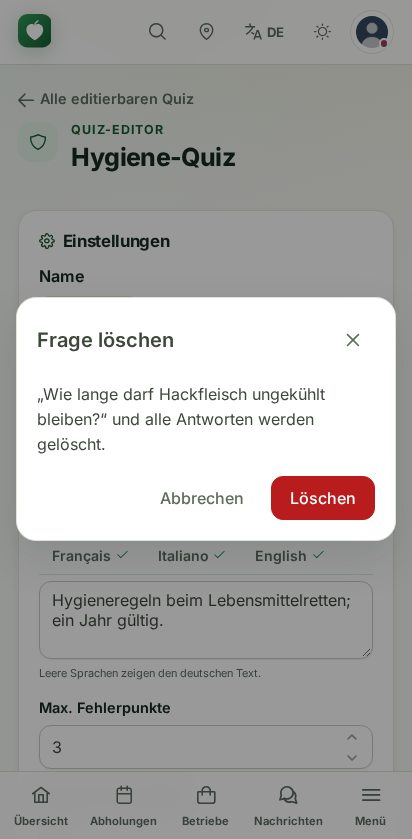 DE
Alle editierbaren Quiz
QUIZ-EDITOR
Hygiene-Quiz
Einstellungen
Name
Frage löschen
„Wie lange darf Hackfleisch ungekühlt
bleiben?“ und alle Antworten werden
gelöscht.
Abbrechen
Löschen
Français
Italiano
English
Hygieneregeln beim Lebensmittelretten;
ein Jahr gültig.
Leere Sprachen zeigen den deutschen Text.
Max. Fehlerpunkte
3
Übersicht
Abholungen
Betriebe
Nachrichten
Menü